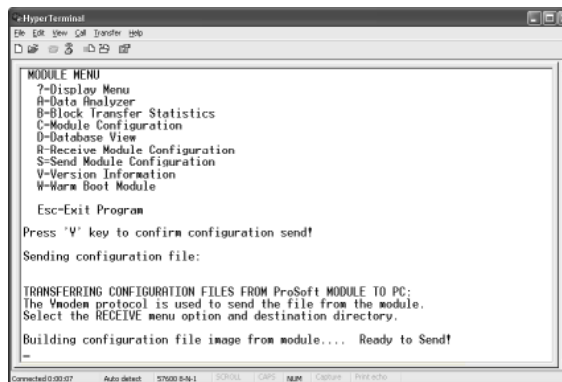 HyperTerminal
File Edit View Call Transfer Help
MODULE MENU
?=Display Menu
A=Data Analyzer
B=Block Transfer Statistics
C=Module Configuration
D=Database View
R=Receive Module Configuration
S=Send Module Configuration
V=Version Information
W=Warm Boot Module
Esc=Exit Program
Press 'Y' key to confirm configuration send!
Sending configuration file:
TRANSFERRING CONFIGURATION FILES FROM ProSoft MODULE TO PC:
The Ymodem protocol is used to send the file from the module.
Select the RECEIVE menu option and destination directory.
Building configuration file image from module.... Ready to Send!
Connected 0:00:07 Auto detect 57600 8-N-1 SCROLL CAPS NUM Capture Print echo